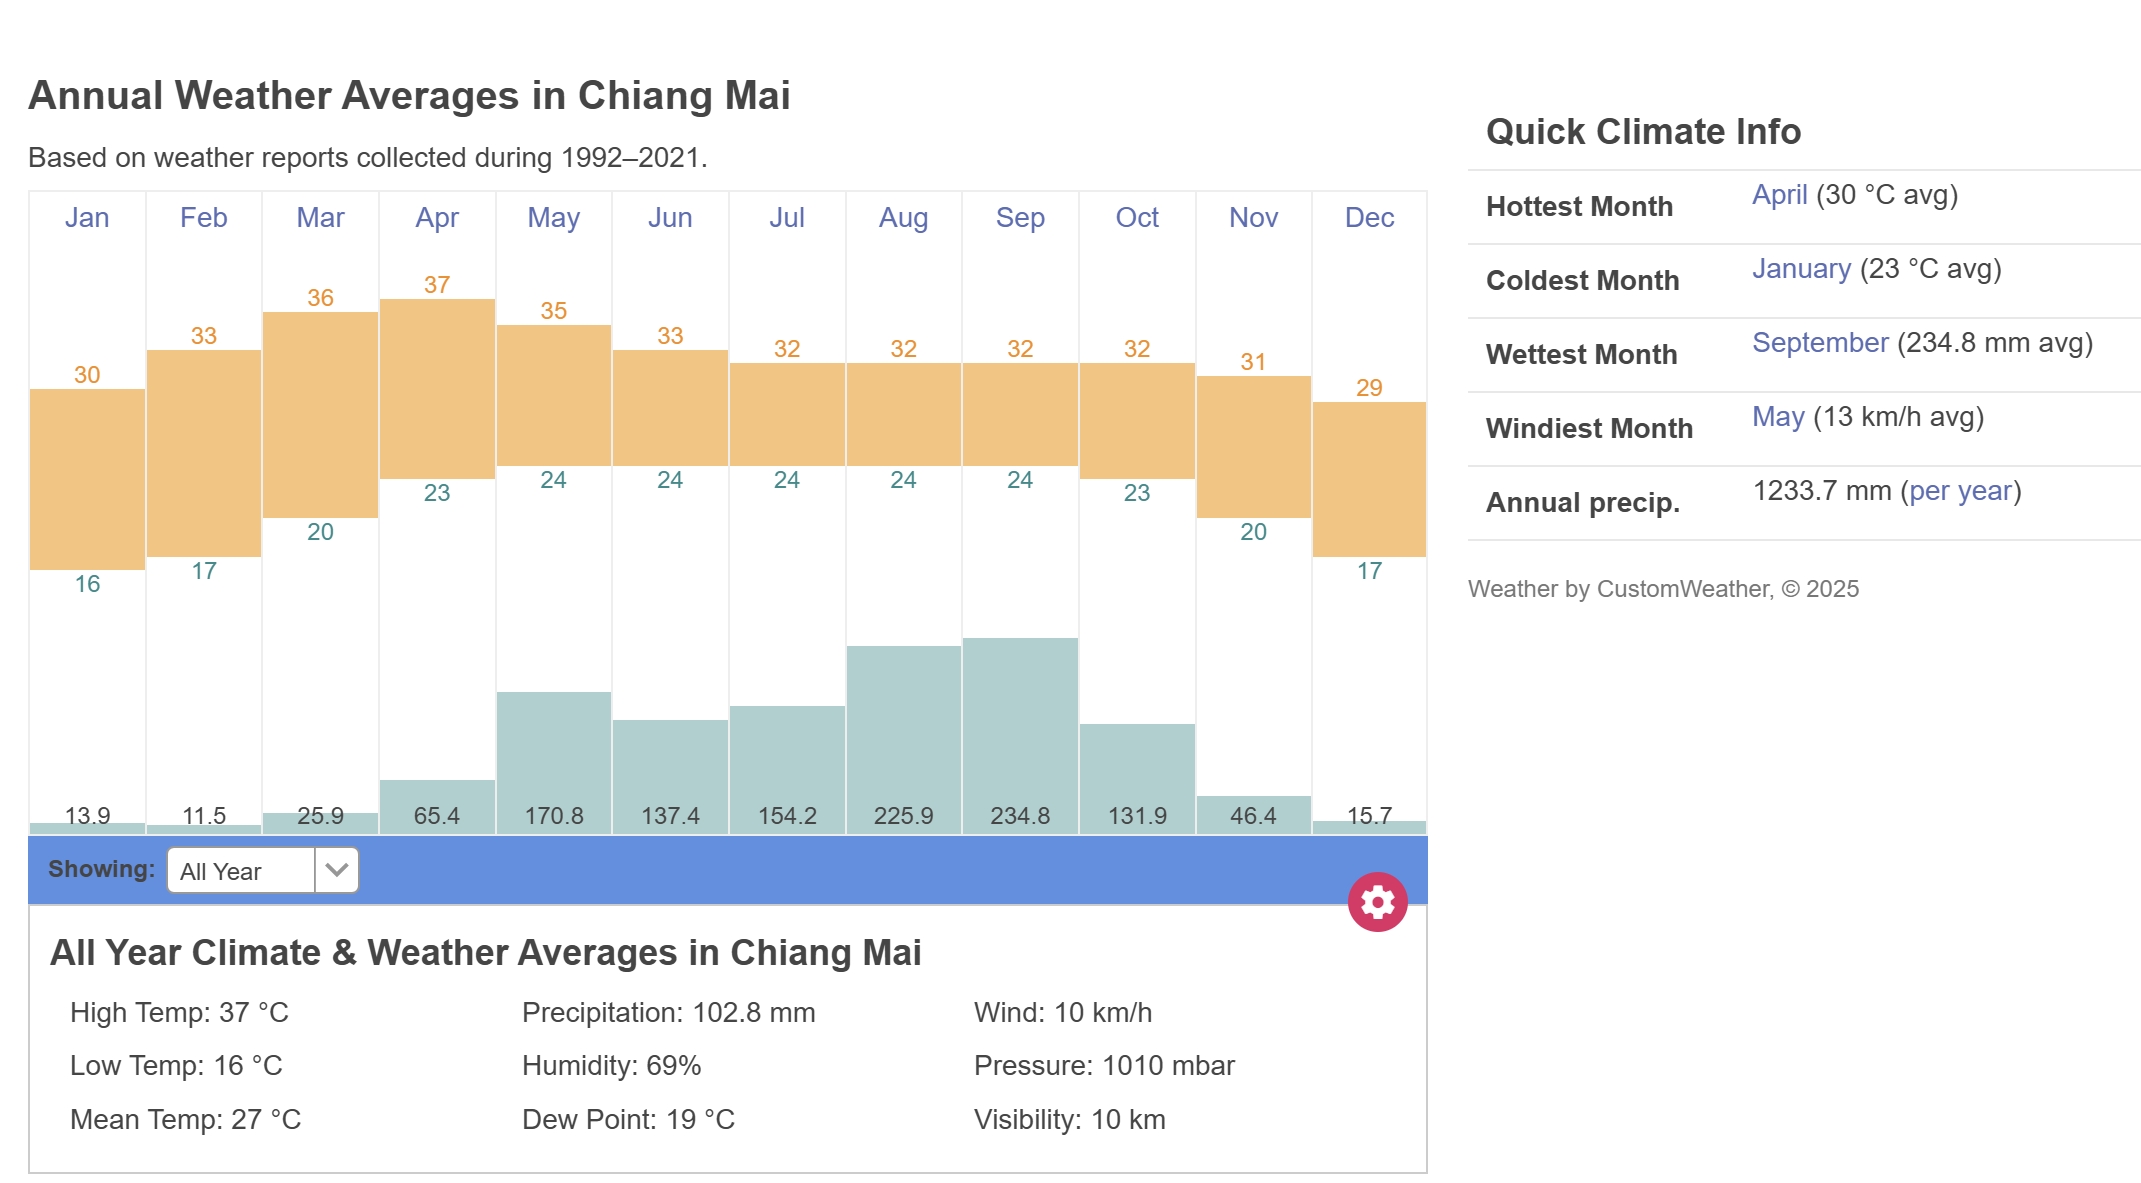 Annual Weather Averages in Chiang Mai
Based on weather reports collected during 1992–2021.
Jan Feb Mar Apr May Jun Jul Aug Sep Oct Nov Dec
30 33 36 37 35 33 32 32 32 32 31 29
16 17 20 23 24 24 24 24 24 23 20 17
13.9 11.5 25.9 65.4 170.8 137.4 154.2 225.9 234.8 131.9 46.4 15.7
Showing: All Year
All Year Climate & Weather Averages in Chiang Mai
High Temp: 37 °C Precipitation: 102.8 mm Wind: 10 km/h
Low Temp: 16 °C Humidity: 69% Pressure: 1010 mbar
Mean Temp: 27 °C Dew Point: 19 °C Visibility: 10 km
Quick Climate Info
Hottest Month April (30 °C avg)
Coldest Month January (23 °C avg)
Wettest Month September (234.8 mm avg)
Windiest Month May (13 km/h avg)
Annual precip. 1233.7 mm (per year)
Weather by CustomWeather, © 2025